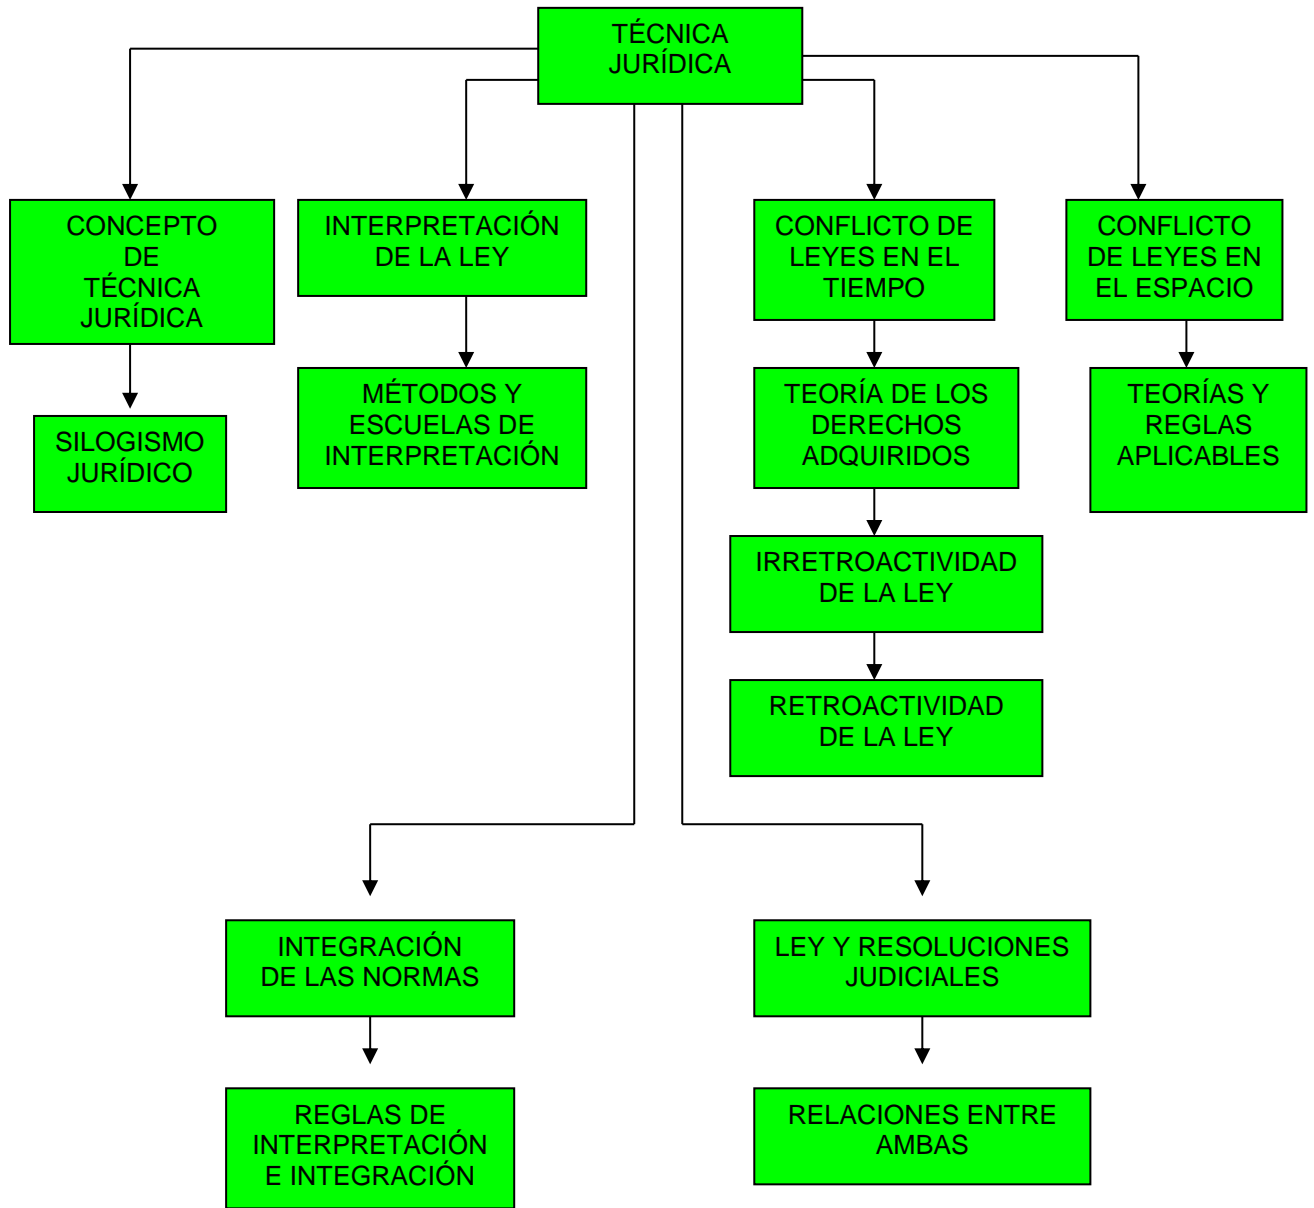 TÉCNICA
JURÍDICA
CONCEPTO
DE
TÉCNICA
JURÍDICA
INTERPRETACIÓN
DE LA LEY
CONFLICTO DE
LEYES EN EL
TIEMPO
CONFLICTO
DE LEYES EN
EL ESPACIO
SILOGISMO
JURÍDICO
MÉTODOS Y
ESCUELAS DE
INTERPRETACIÓN
TEORÍA DE LOS
DERECHOS
ADQUIRIDOS
TEORÍAS Y
REGLAS
APLICABLES
IRRETROACTIVIDAD
DE LA LEY
RETROACTIVIDAD
DE LA LEY
INTEGRACIÓN
DE LAS NORMAS
LEY Y RESOLUCIONES
JUDICIALES
REGLAS DE
INTERPRETACIÓN
E INTEGRACIÓN
RELACIONES ENTRE
AMBAS